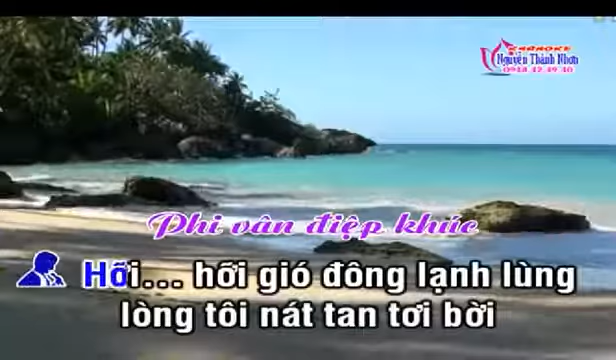 KARAOKE
Nguyễn Thành Nhơn
Phi vân điệp khúc
Hỡi... hỡi gió đông lạnh lùng
lòng tôi nát tan tơi bời